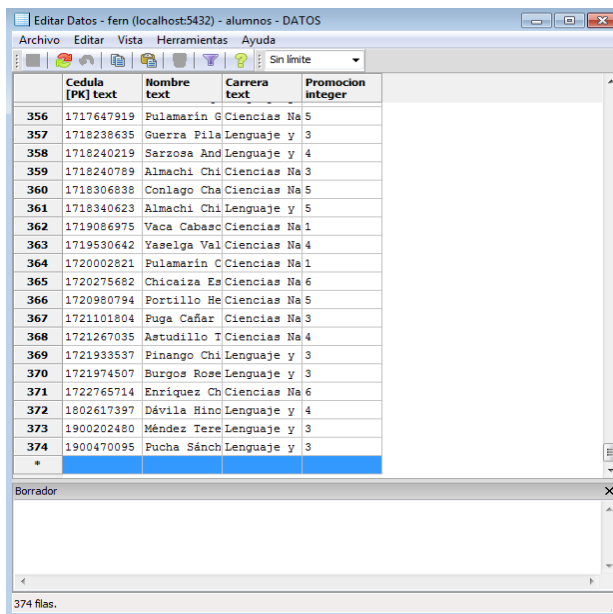 Editar Datos - fern (localhost:5432) - alumnos - DATOS
Archivo Editar Vista Herramientas Ayuda
Sin límite
Cedula Nombre Carrera Promocion
[PK] text text text integer
356 1717647919 Pulamarín G Ciencias Na 5
357 1718238635 Guerra Pila Lenguaje y 3
358 1718240219 Sarzosa And Lenguaje y 4
359 1718240789 Almachi Chi Ciencias Na 3
360 1718306838 Conlago Cha Ciencias Na 5
361 1718340623 Almachi Chi Lenguaje y 5
362 1719086975 Vaca Cabasc Ciencias Na 1
363 1719530642 Yaselga Val Ciencias Na 4
364 1720002821 Pulamarín C Ciencias Na 1
365 1720275682 Chicaiza Es Ciencias Na 6
366 1720980794 Portillo He Ciencias Na 5
367 1721101804 Puga Cañar Ciencias Na 3
368 1721267035 Astudillo T Ciencias Na 4
369 1721933537 Pinango Chi Lenguaje y 3
370 1721974507 Burgos Rose Lenguaje y 3
371 1722765714 Enríquez Ch Ciencias Na 6
372 1802617397 Dávila Hino Lenguaje y 4
373 1900202480 Méndez Tere Lenguaje y 3
374 1900470095 Pucha Sánch Lenguaje y 3
*
Borrador
374 filas.